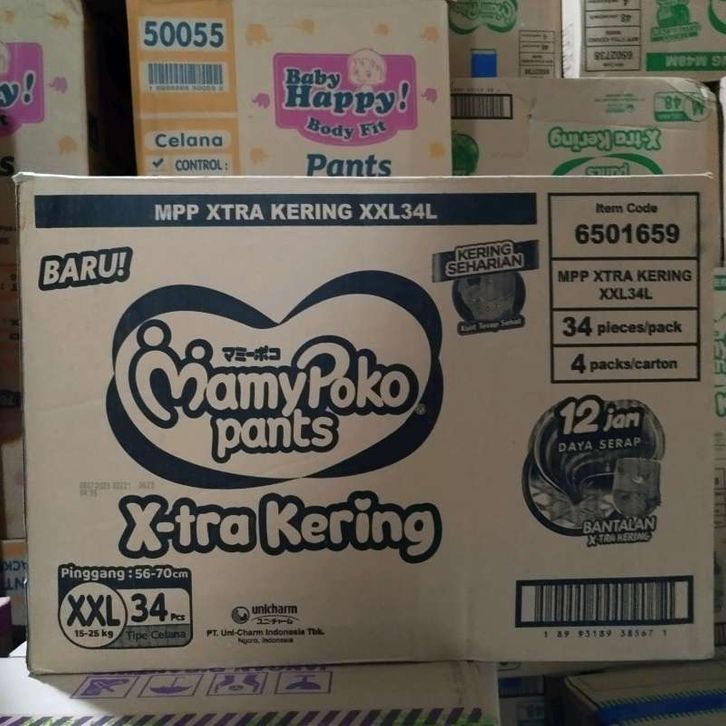 50055
Celana
CONTROL:
Baby
Happy!
Body Fit
Pants
X-tra Kering
MPP XTRA KERING XXL34L
BARU!
KERING
SEHARIAN
Item Code
6501659
MPP XTRA KERING
XXL34L
34 pieces/pack
4 packs/carton
マミーポコ
MamyPoko
pants
X-tra Kering
12 jam
DAYA SERAP
BANTALAN
X-TRA KERING
Pinggang : 56-70cm
XXL 34 Pcs
15-25 kg Tipe Celana
unicharm
ユニ・チャーム
PT. Uni-Charm Indonesia Tbk.
Ngoro, Indonesia
1 89 93189 38567 1